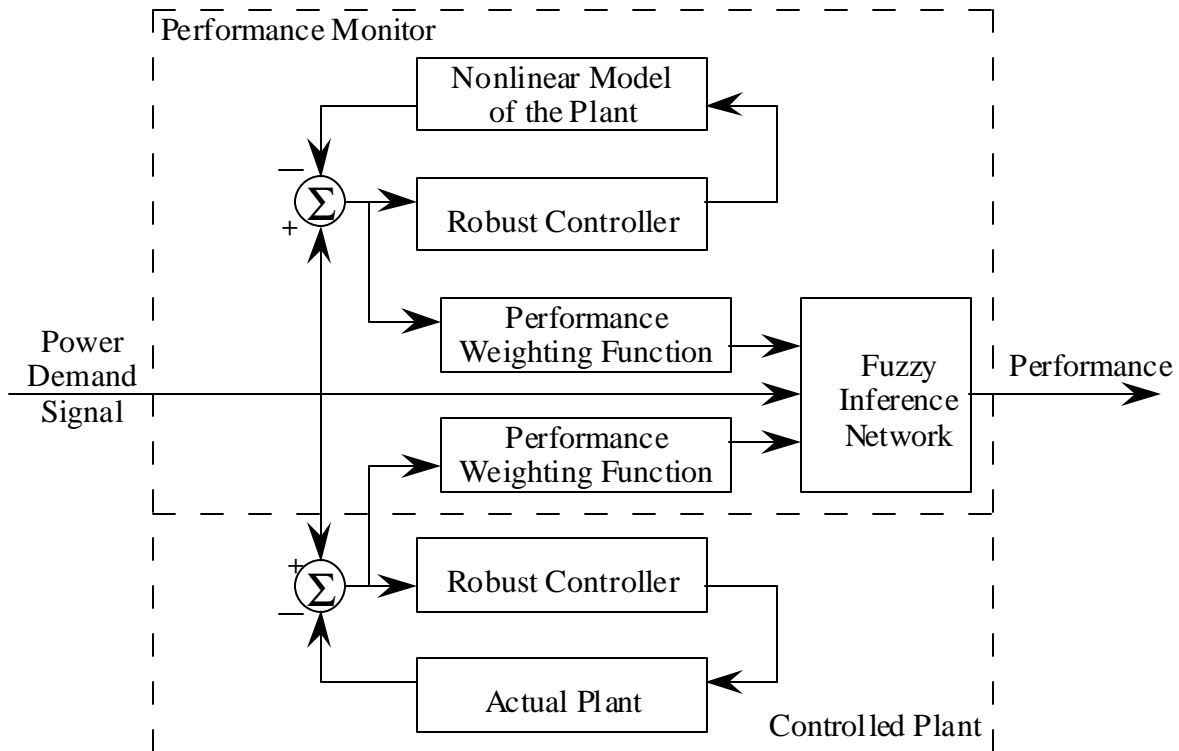 Performance Monitor
Nonlinear Model
of the Plant
−
Σ
+
Robust Controller
Performance
Weighting Function
Power
Demand
Signal
Fuzzy
Inference
Network
Performance
Performance
Weighting Function
+
Σ
−
Robust Controller
Actual Plant
Controlled Plant